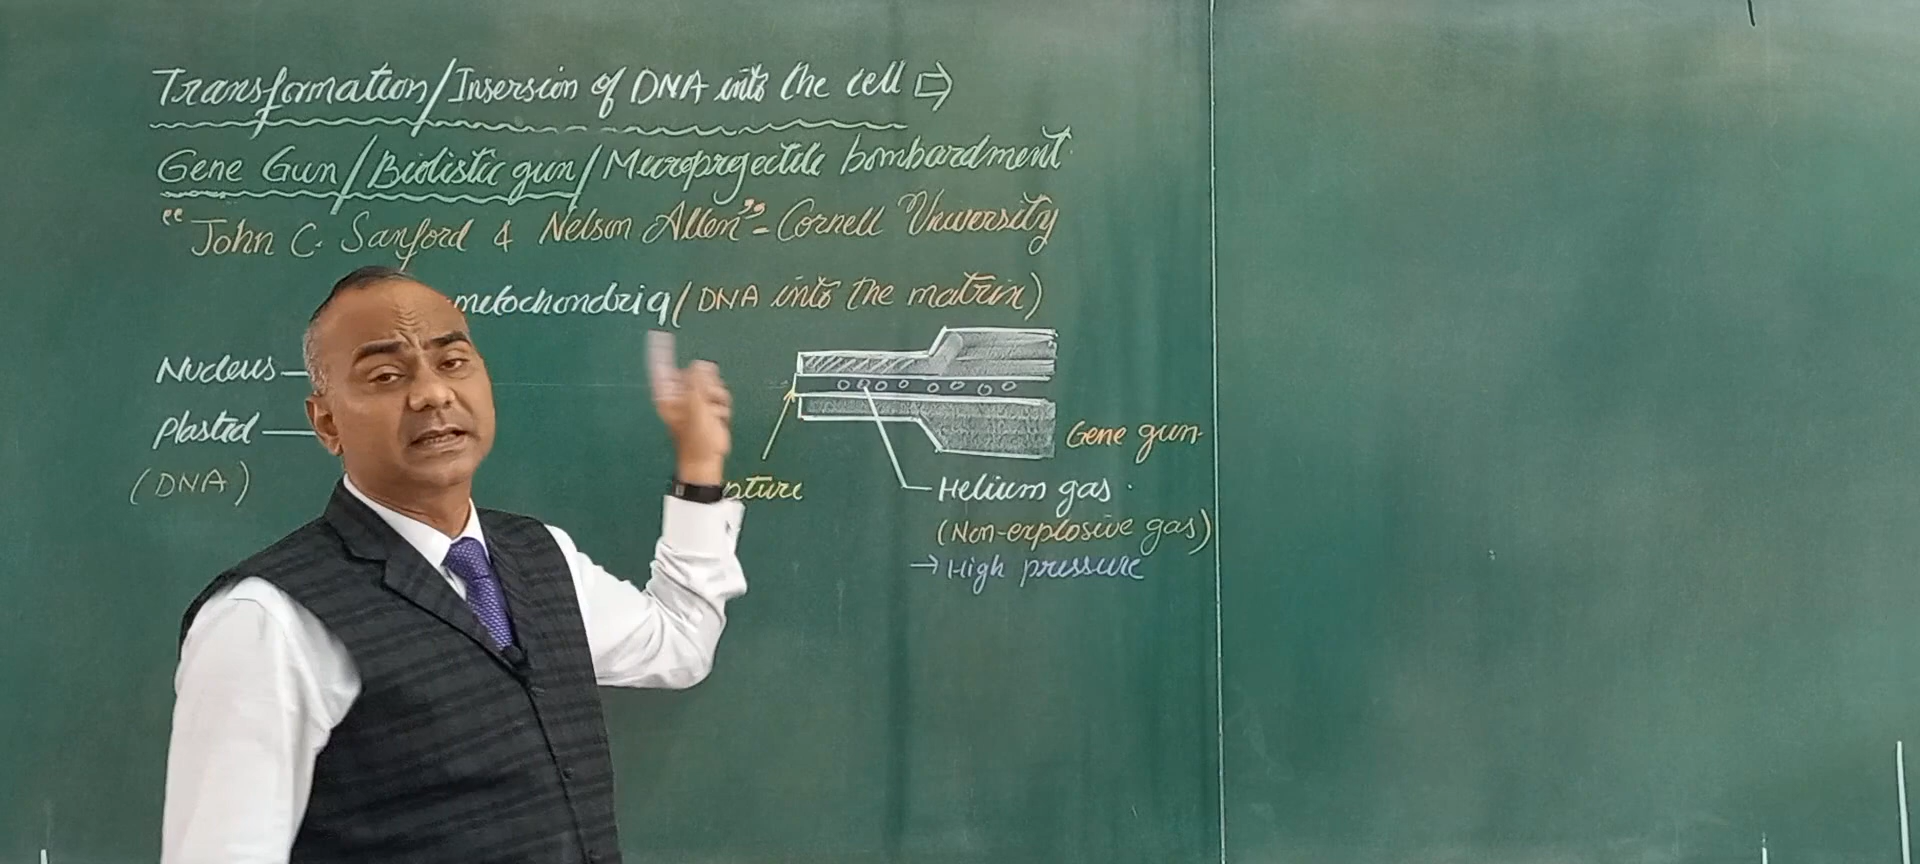 Transformation/Insersion of DNA into the cell
Gene Gun/Biolistic gun/Microprojectile bombardment
"John C. Sanford & Nelson Allen" - Cornell University
mitochondria (DNA into the matrix)
Nucleus
Plastid
(DNA)
Gene gun
Helium gas
(Non-explosive gas)
→ High pressure